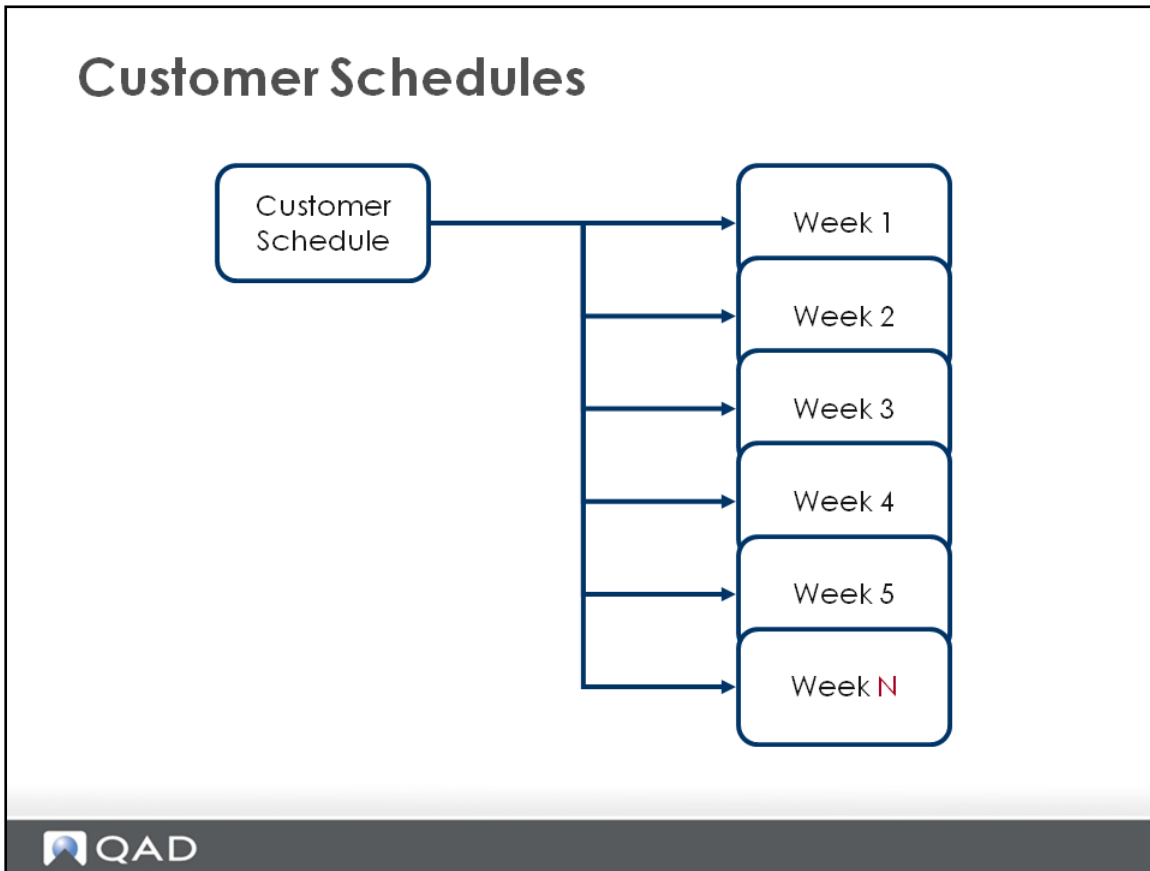 Customer Schedules
Customer
Schedule
Week 1
Week 2
Week 3
Week 4
Week 5
Week N
QAD